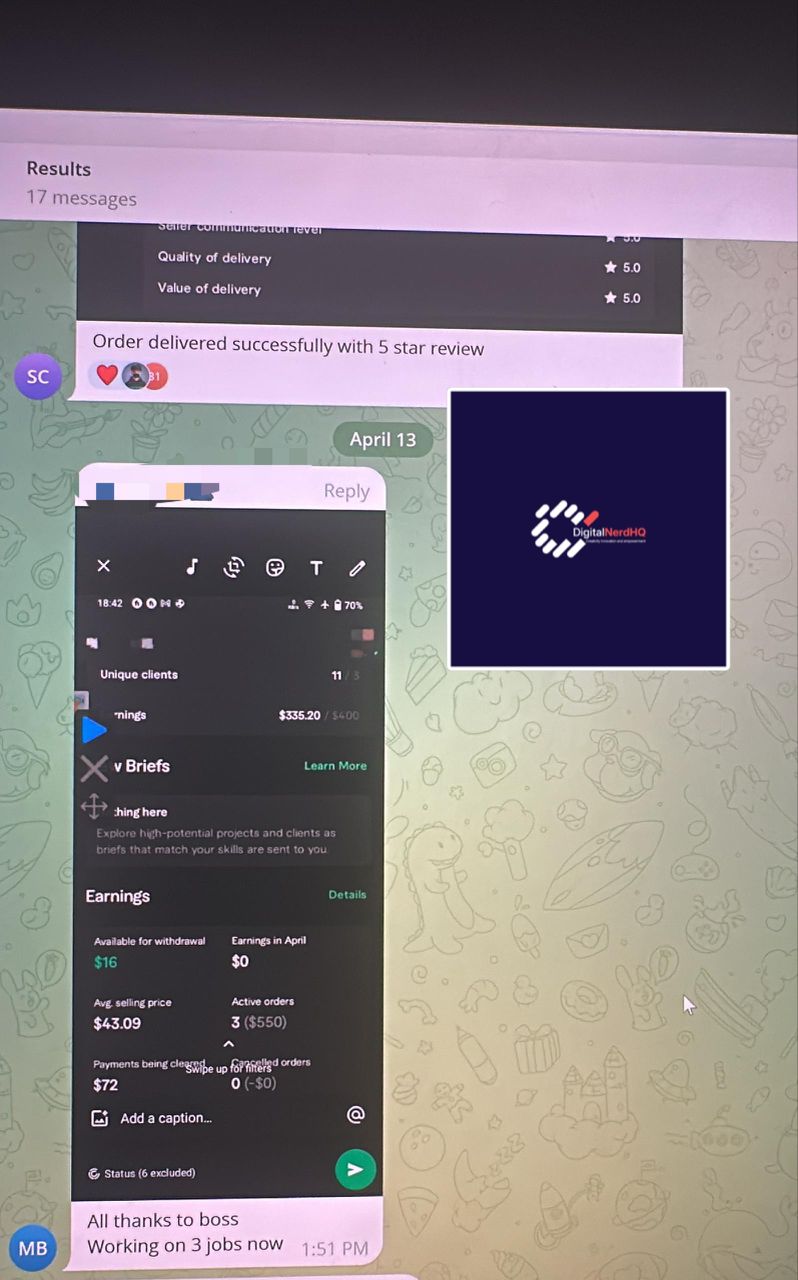 Results
17 messages
Seller communication level
5.0
Quality of delivery
5.0
Value of delivery
5.0
Order delivered successfully with 5 star review
SC
31
April 13
Reply
DigitalNerdHQ
18:42
70%
Unique clients
11 / 3
nings
$335.20 / $400
v Briefs
Learn More
:hing here
Explore high-potential projects and clients as
briefs that match your skills are sent to you.
Earnings
Details
Available for withdrawal
Earnings in April
$16
$0
Avg. selling price
Active orders
$43.09
3 ($550)
Payments being cleared
Cancelled orders
Swipe up for filters
$72
0 (-$0)
Add a caption...
@
Status (6 excluded)
All thanks to boss
Working on 3 jobs now
1:51 PM
MB